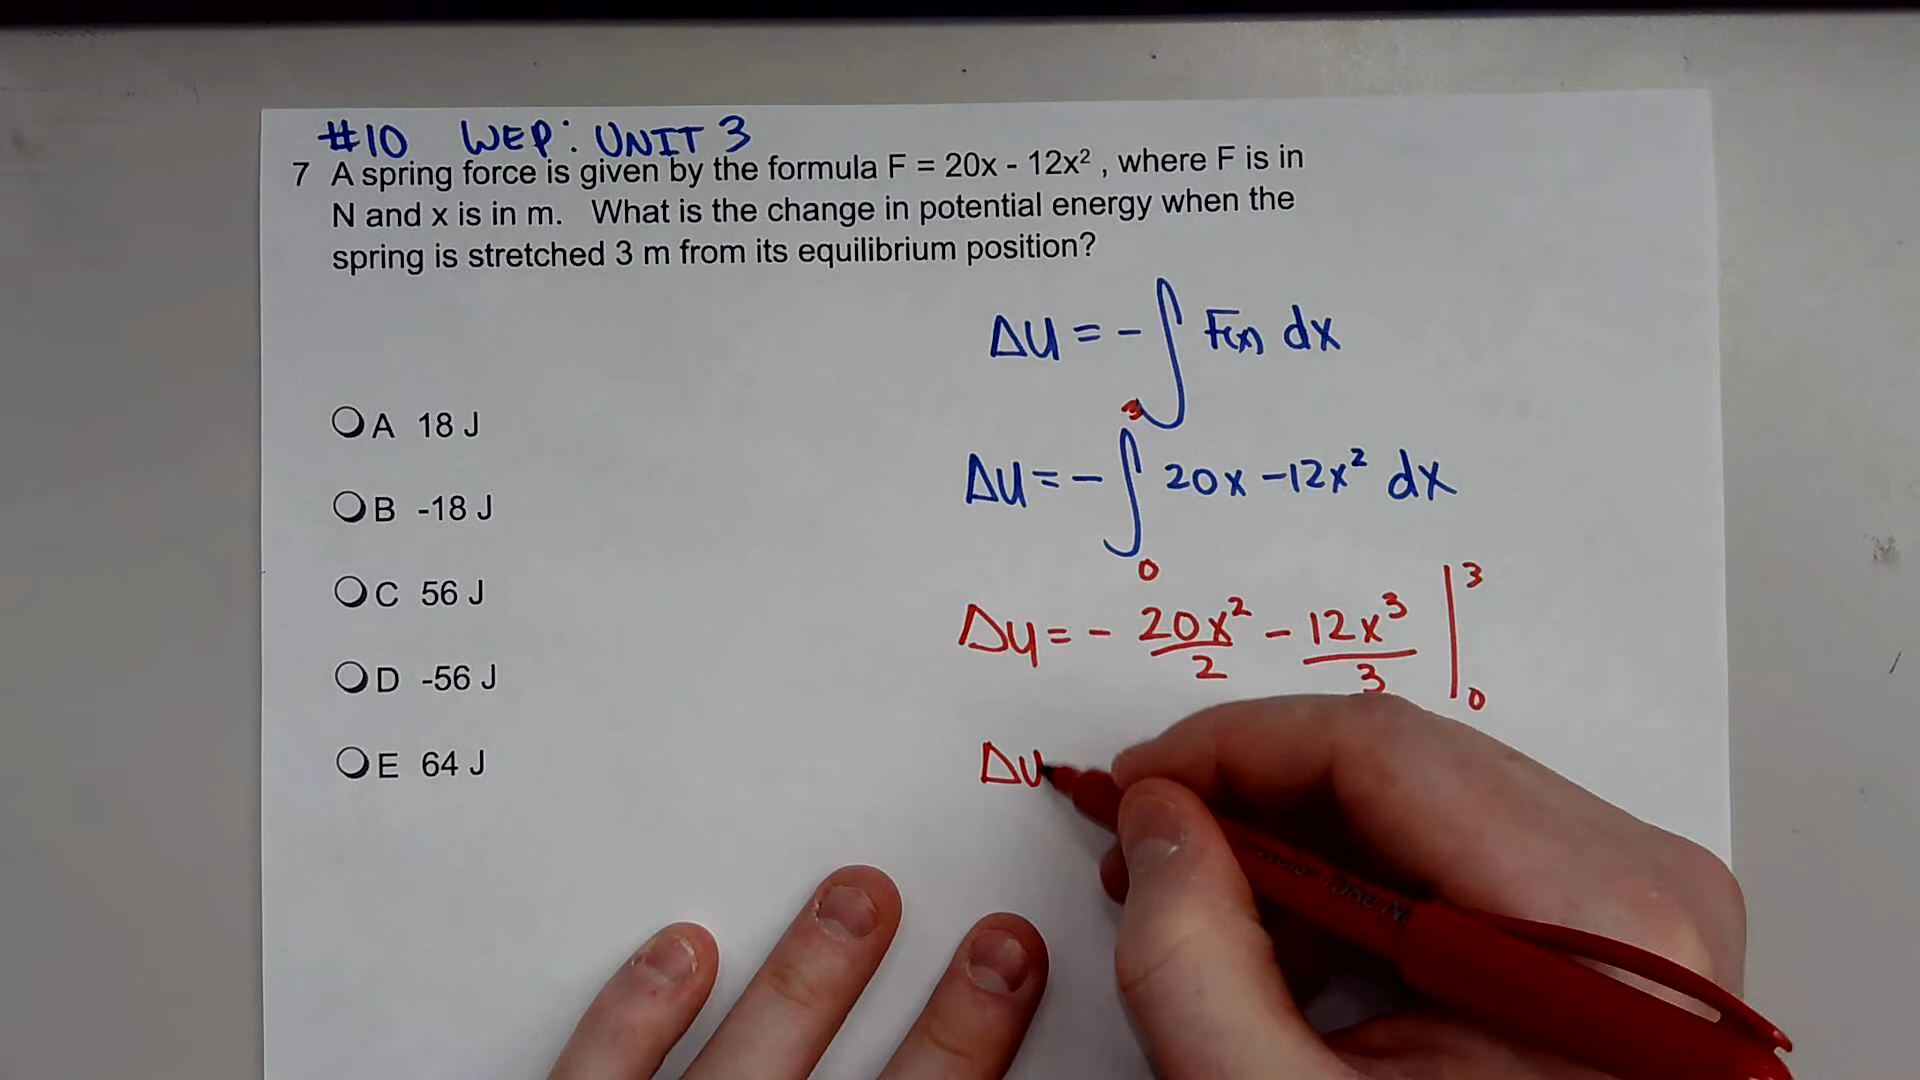 #10 WEP: UNIT 3
7 A spring force is given by the formula F = 20x - 12x² , where F is in
N and x is in m. What is the change in potential energy when the
spring is stretched 3 m from its equilibrium position?
ΔU = - ∫ F(x) dx
A 18 J
B -18 J
C 56 J
D -56 J
E 64 J
3
ΔU = - ∫ 20x - 12x² dx
0
ΔU = - 20x²/2 - 12x³/3 | 3
0
ΔU